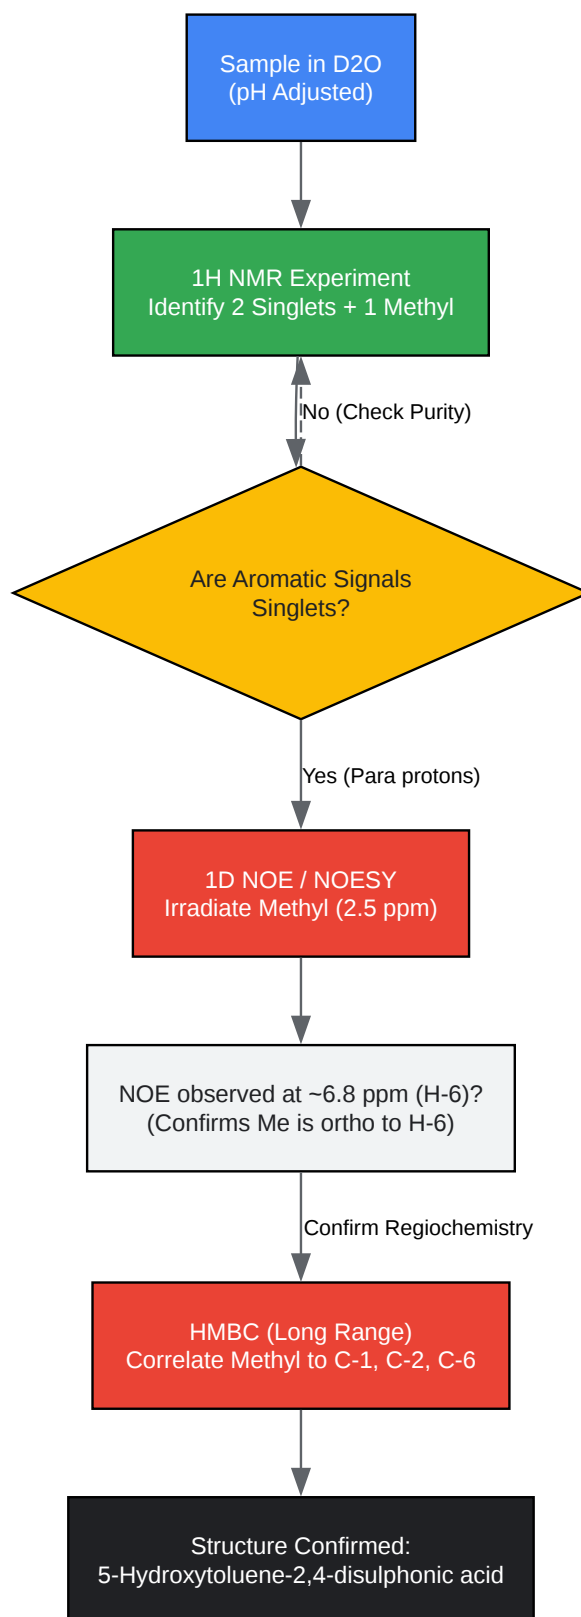 Sample in D2O
(pH Adjusted)
1H NMR Experiment
Identify 2 Singlets + 1 Methyl
No (Check Purity)
Are Aromatic Signals
Singlets?
Yes (Para protons)
1D NOE / NOESY
Irradiate Methyl (2.5 ppm)
NOE observed at ~6.8 ppm (H-6)?
(Confirms Me is ortho to H-6)
Confirm Regiochemistry
HMBC (Long Range)
Correlate Methyl to C-1, C-2, C-6
Structure Confirmed:
5-Hydroxytoluene-2,4-disulphonic acid